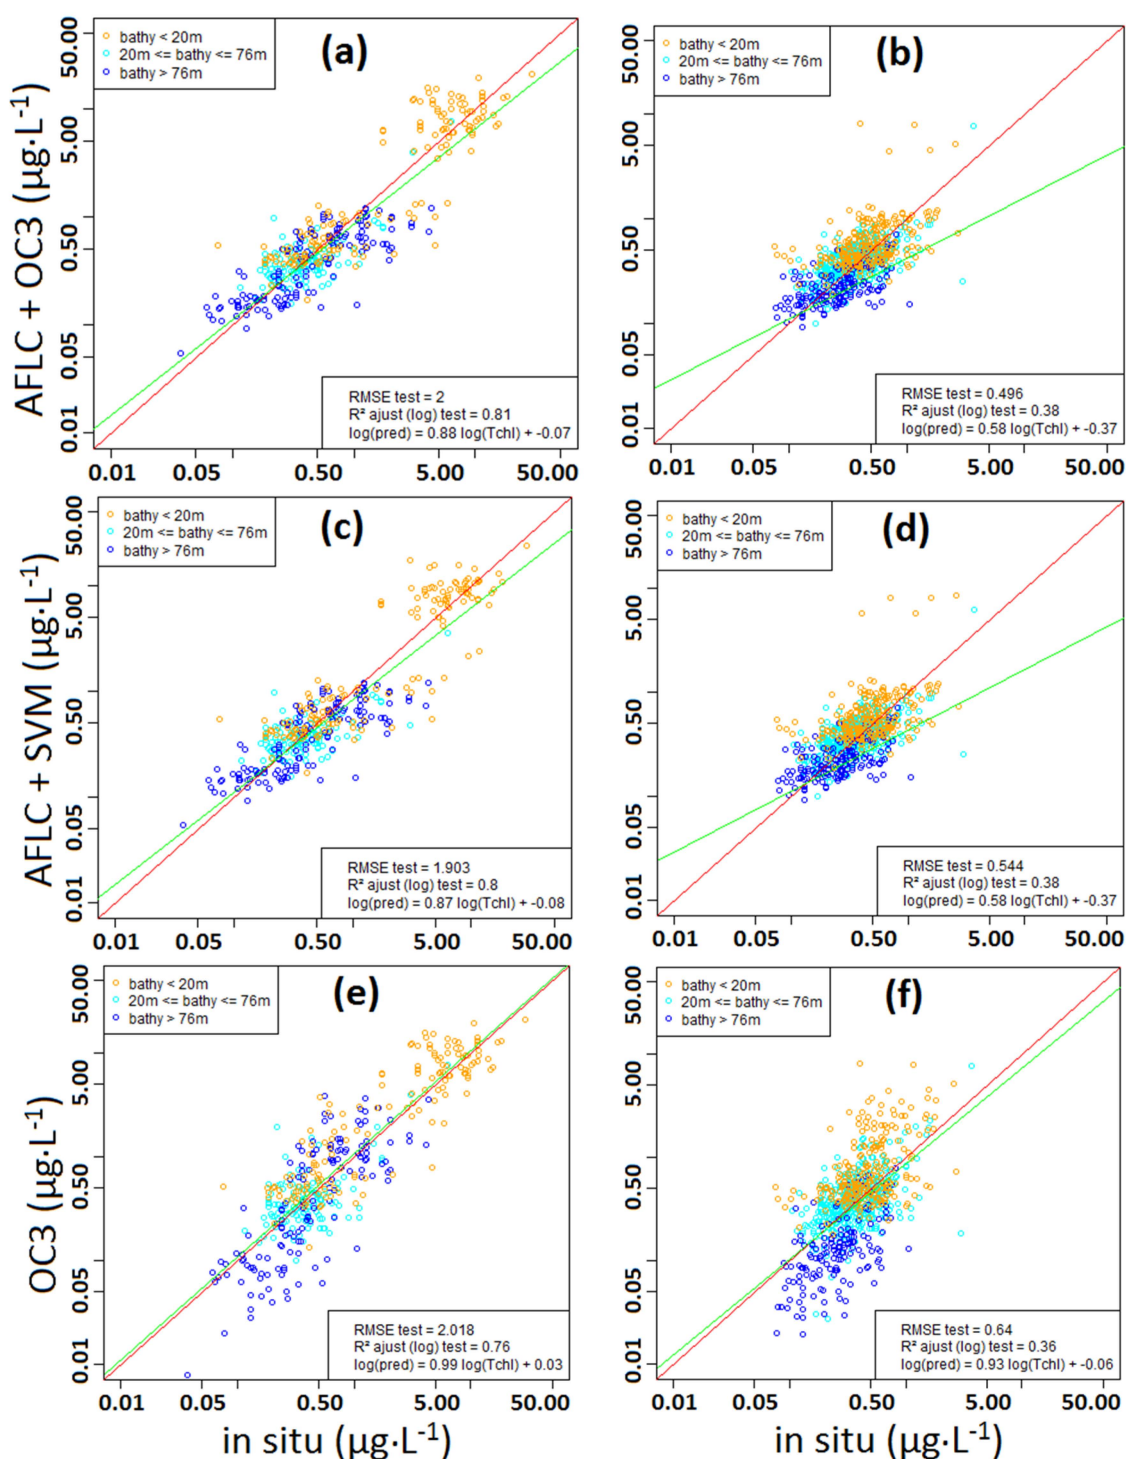 AFLC + OC3 (µg·L⁻¹)
50.00
5.00
0.50
0.05
0.01
bathy < 20m
20m <= bathy <= 76m
bathy > 76m
(a)
RMSE test = 2
R² ajust (log) test = 0.81
log(pred) = 0.88 log(Tchl) + -0.07
0.01 0.05 0.50 5.00 50.00
50.00
5.00
0.50
0.05
0.01
bathy < 20m
20m <= bathy <= 76m
bathy > 76m
(b)
RMSE test = 0.496
R² ajust (log) test = 0.38
log(pred) = 0.58 log(Tchl) + -0.37
0.01 0.05 0.50 5.00 50.00
AFLC + SVM (µg·L⁻¹)
50.00
5.00
0.50
0.05
0.01
bathy < 20m
20m <= bathy <= 76m
bathy > 76m
(c)
RMSE test = 1.903
R² ajust (log) test = 0.8
log(pred) = 0.87 log(Tchl) + -0.08
0.01 0.05 0.50 5.00 50.00
50.00
5.00
0.50
0.05
0.01
bathy < 20m
20m <= bathy <= 76m
bathy > 76m
(d)
RMSE test = 0.544
R² ajust (log) test = 0.38
log(pred) = 0.58 log(Tchl) + -0.37
0.01 0.05 0.50 5.00 50.00
OC3 (µg·L⁻¹)
50.00
5.00
0.50
0.05
0.01
bathy < 20m
20m <= bathy <= 76m
bathy > 76m
(e)
RMSE test = 2.018
R² ajust (log) test = 0.76
log(pred) = 0.99 log(Tchl) + 0.03
0.01 0.05 0.50 5.00 50.00
in situ (µg·L⁻¹)
50.00
5.00
0.50
0.05
0.01
bathy < 20m
20m <= bathy <= 76m
bathy > 76m
(f)
RMSE test = 0.64
R² ajust (log) test = 0.36
log(pred) = 0.93 log(Tchl) + -0.06
0.01 0.05 0.50 5.00 50.00
in situ (µg·L⁻¹)